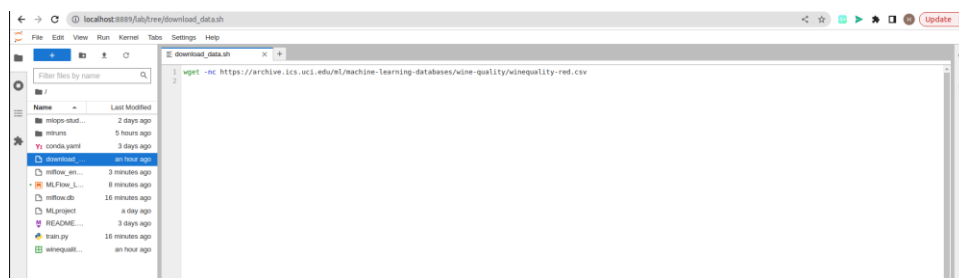 localhost:8889/lab/tree/download_data.sh
Update
File Edit View Run Kernel Tabs Settings Help
download_data.sh
Filter files by name
/
Name Last Modified
mlops-stud... 2 days ago
mlruns 5 hours ago
conda.yaml 3 days ago
download_... an hour ago
mlflow_en... 3 minutes ago
MLFlow_L... 8 minutes ago
mlflow.db 16 minutes ago
MLproject a day ago
README.... 3 days ago
train.py 16 minutes ago
winequalit... an hour ago
1 wget -nc https://archive.ics.uci.edu/ml/machine-learning-databases/wine-quality/winequality-red.csv
2